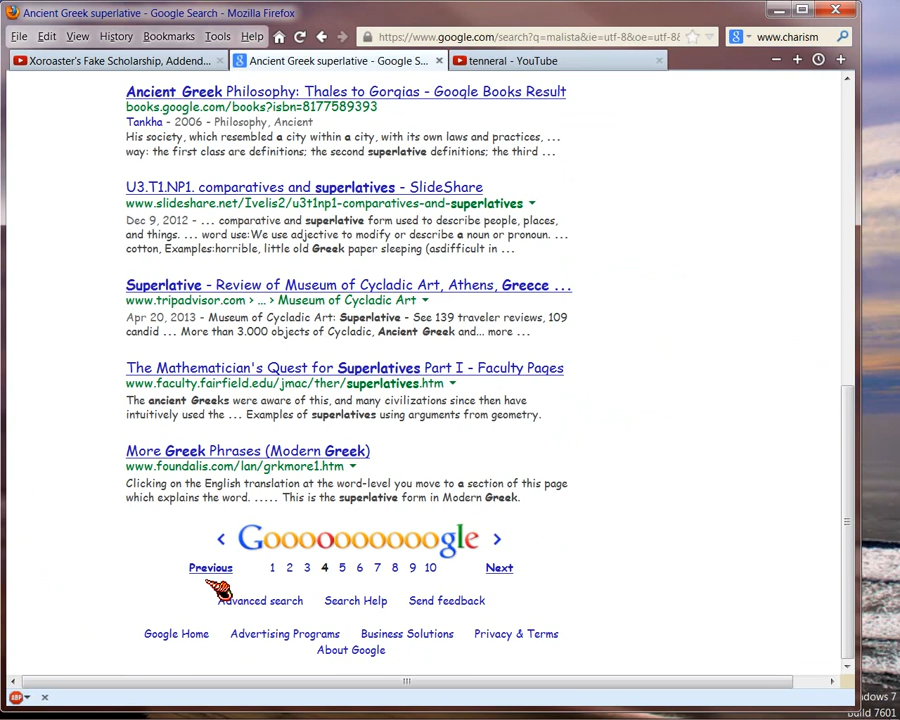 Ancient Greek superlative - Google Search - Mozilla Firefox
File Edit View History Bookmarks Tools Help
https://www.google.com/search?q=malista&ie=utf-8&oe=utf-8&
www.charism
Xoroaster's Fake Scholarship, Addend...
Ancient Greek superlative - Google S...
tenneral - YouTube
Ancient Greek Philosophy: Thales to Gorgias - Google Books Result
books.google.com/books?isbn=8177589393
Tankha - 2006 - Philosophy, Ancient
His society, which resembled a city within a city, with its own laws and practices, ...
way: the first class are definitions; the second superlative definitions; the third ...
U3.T1.NP1. comparatives and superlatives - SlideShare
www.slideshare.net/Ivelis2/u3t1np1-comparatives-and-superlatives
Dec 9, 2012 - ... comparative and superlative form used to describe people, places,
and things. ... word use:We use adjective to modify or describe a noun or pronoun. ...
cotton, Examples:horrible, little old Greek paper sleeping (asdifficult in ...
Superlative - Review of Museum of Cycladic Art, Athens, Greece ...
www.tripadvisor.com › ... › Museum of Cycladic Art
Apr 20, 2013 - Museum of Cycladic Art: Superlative - See 139 traveler reviews, 109
candid ... More than 3.000 objects of Cycladic, Ancient Greek and... more ...
The Mathematician's Quest for Superlatives Part I - Faculty Pages
www.faculty.fairfield.edu/jmac/ther/superlatives.htm
The ancient Greeks were aware of this, and many civilizations since then have
intuitively used the ... Examples of superlatives using arguments from geometry.
More Greek Phrases (Modern Greek)
www.foundalis.com/lan/grkmore1.htm
Clicking on the English translation at the word-level you move to a section of this page
which explains the word. ..... This is the superlative form in Modern Greek.
< Goooooooooogle >
Previous 1 2 3 4 5 6 7 8 9 10 Next
Advanced search Search Help Send feedback
Google Home Advertising Programs Business Solutions Privacy & Terms
About Google
ABP
ndows 7
build 7601